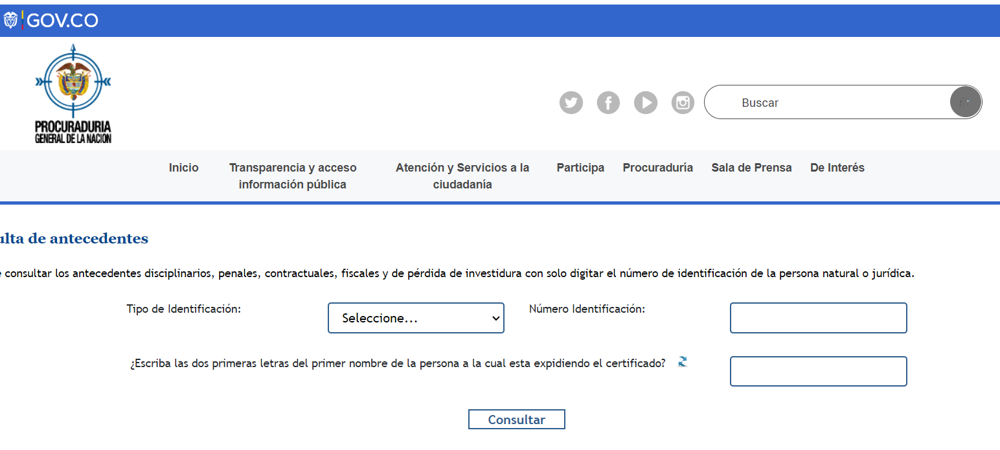 GOV.CO
PROCURADURIA
GENERAL DE LA NACION
Buscar
Inicio
Transparencia y acceso
información pública
Atención y Servicios a la
ciudadanía
Participa
Procuraduría
Sala de Prensa
De Interés
ulta de antecedentes
e consultar los antecedentes disciplinarios, penales, contractuales, fiscales y de pérdida de investidura con solo digitar el número de identificación de la persona natural o jurídica.
Tipo de Identificación:
Seleccione...
Número Identificación:
¿Escriba las dos primeras letras del primer nombre de la persona a la cual esta expidiendo el certificado?
Consultar